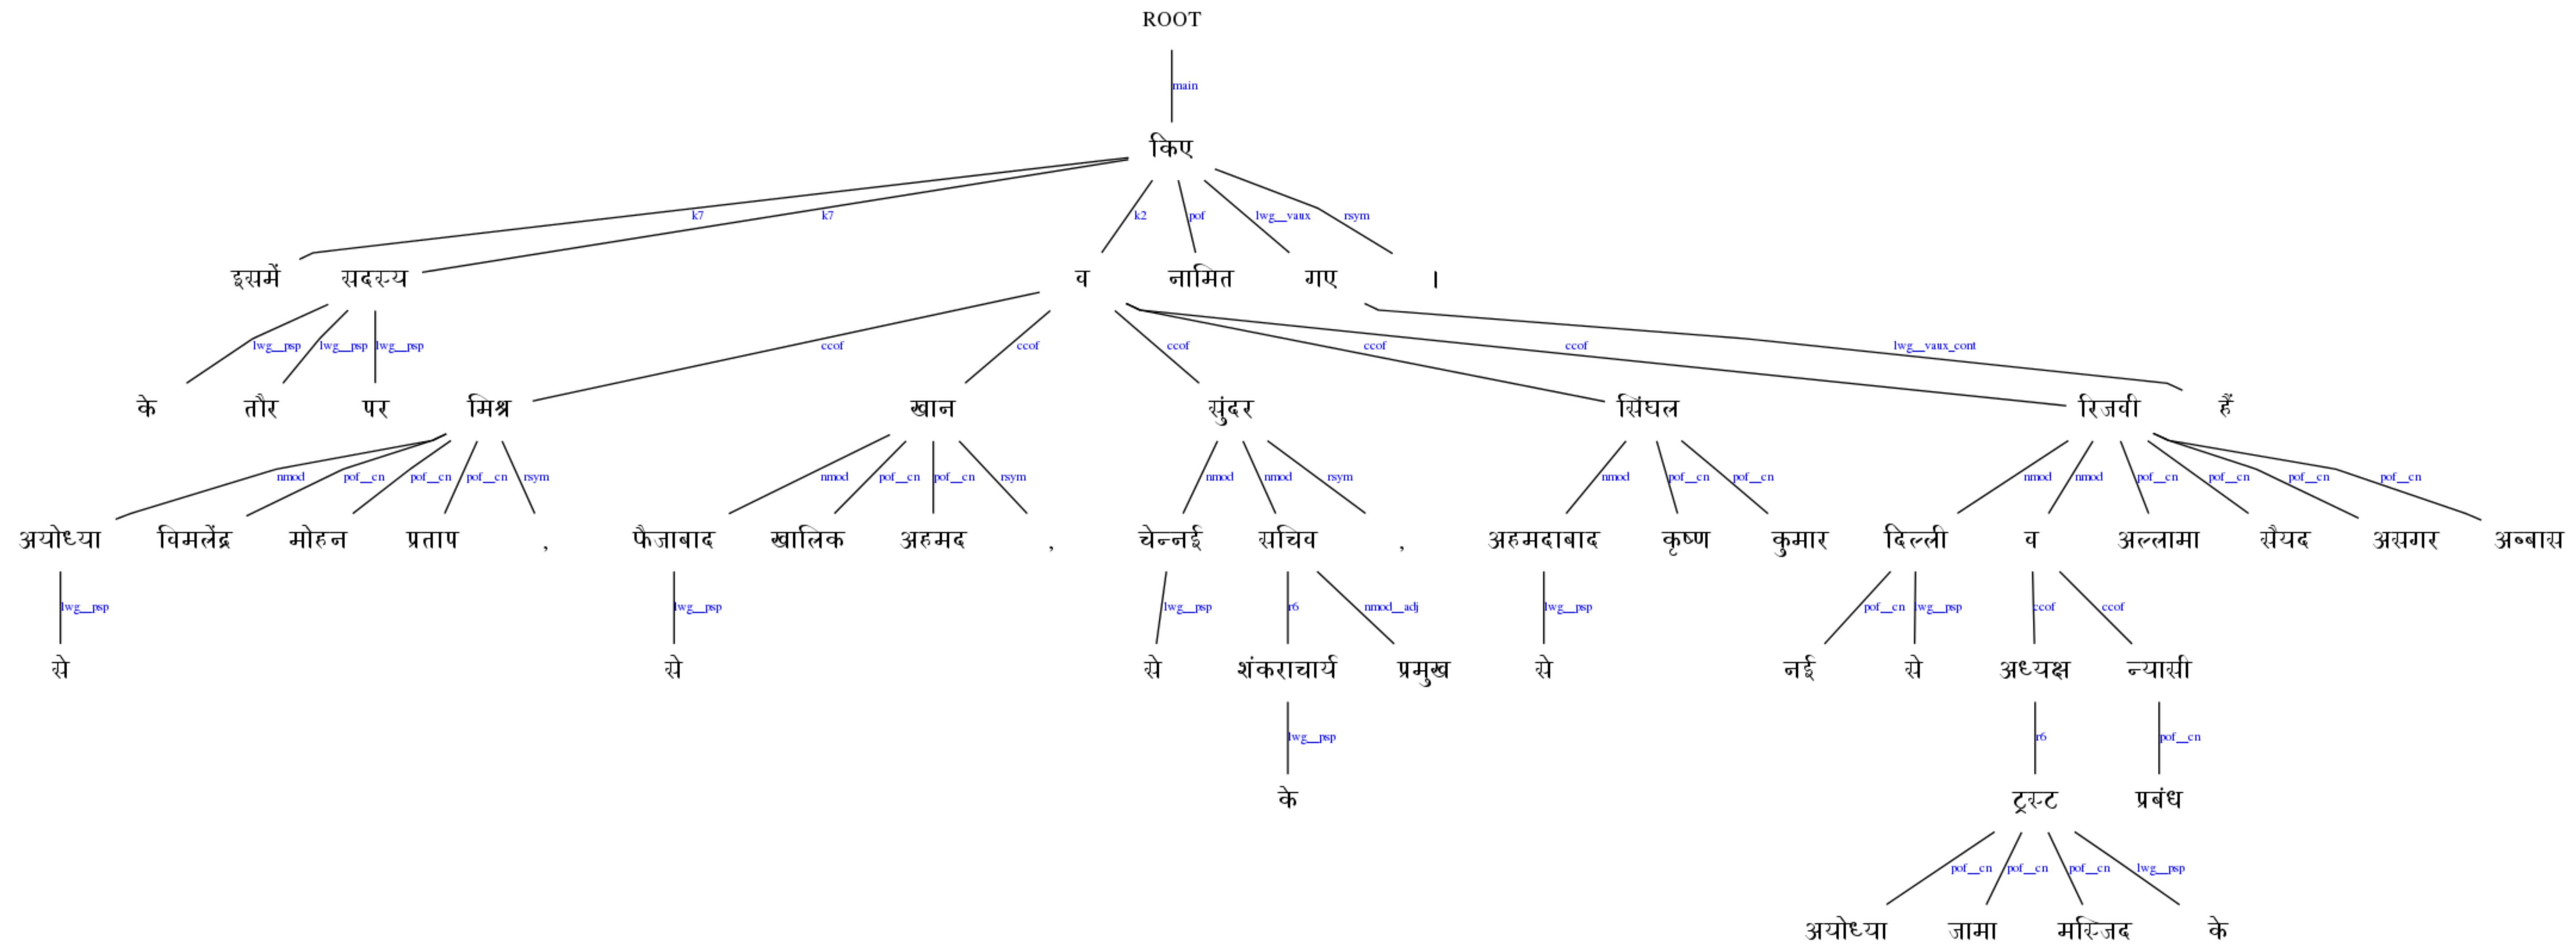 ROOT
main
किए
k7 k7 k2 pof lwg__vaux rsym
इसमें सदस्य व नामित गए ।
lwg__psp lwg__psp lwg__psp ccof ccof ccof ccof ccof lwg__vaux_cont
के तौर पर मिश्र खान सुंदर सिंघल रिजवी हैं
nmod pof__cn pof__cn pof__cn rsym nmod pof__cn pof__cn rsym nmod nmod rsym nmod pof__cn pof__cn nmod nmod pof__cn pof__cn pof__cn pof__cn
अयोध्या विमलेंद्र मोहन प्रताप , फैजाबाद खालिक अहमद , चेन्नई सचिव , अहमदाबाद कृष्ण कुमार दिल्ली व अल्लामा सैयद असगर अब्बास
lwg__psp lwg__psp lwg__psp r6 nmod__adj lwg__psp pof__cn lwg__psp ccof ccof
से से से शंकराचार्य प्रमुख से नई से अध्यक्ष न्यासी
lwg__psp r6 pof__cn
के ट्रस्ट प्रबंध
pof__cn pof__cn pof__cn lwg__psp
अयोध्या जामा मस्जिद के